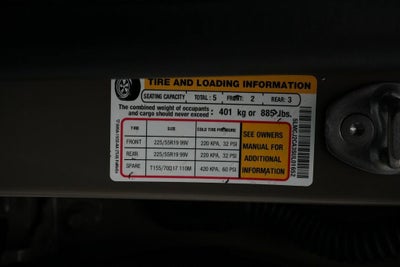 TIRE AND LOADING INFORMATION
SEATING CAPACITY TOTAL: 5 FRONT: 2 REAR: 3
The combined weight of occupants and cargo should never exceed: 401 kg or 885 lbs.
TIRE SIZE COLD TIRE PRESSURE
FRONT 225/55R19 99V 220 KPA, 32 PSI
REAR 225/55R19 99V 220 KPA, 32 PSI
SPARE T155/70D17 110M 420 KPA, 60 PSI
SEE OWNERS
MANUAL FOR
ADDITIONAL
INFORMATION